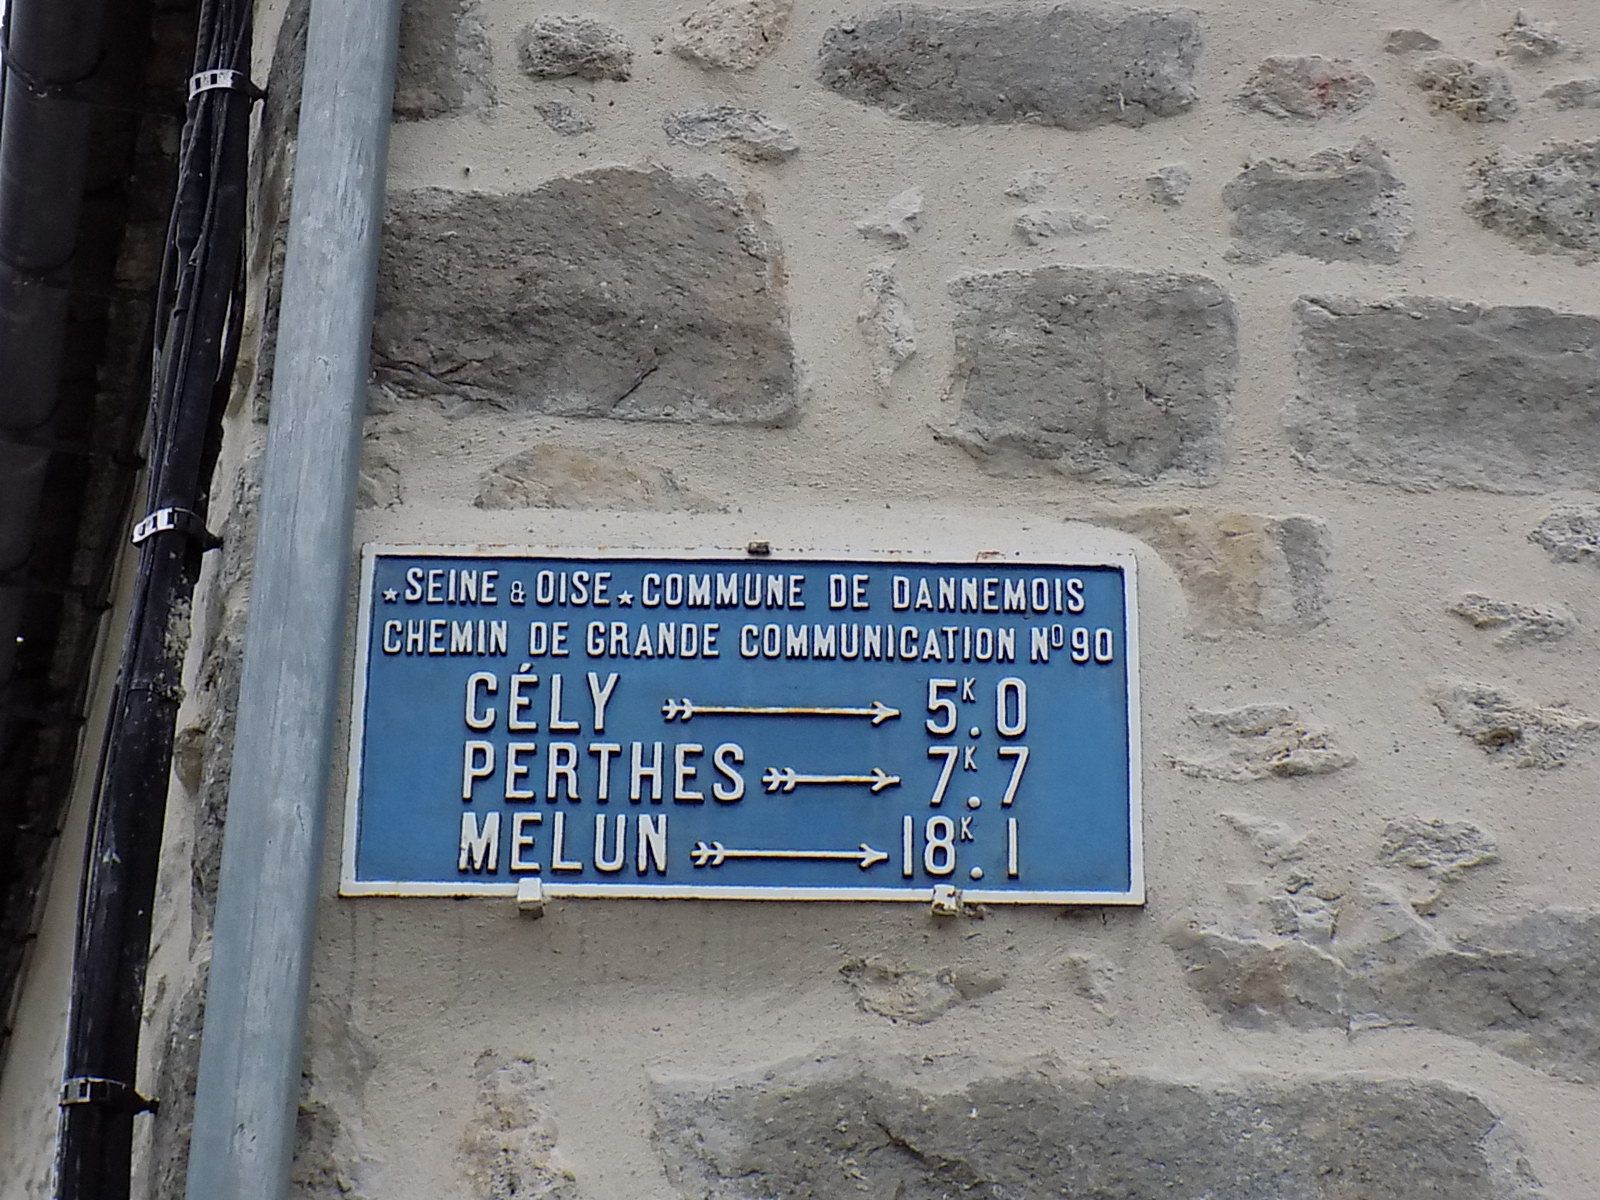 ★SEINE & OISE★COMMUNE DE DANNEMOIS
CHEMIN DE GRANDE COMMUNICATION Nº 90
CÉLY 5K.0
PERTHES 7K.7
MELUN 18K.1